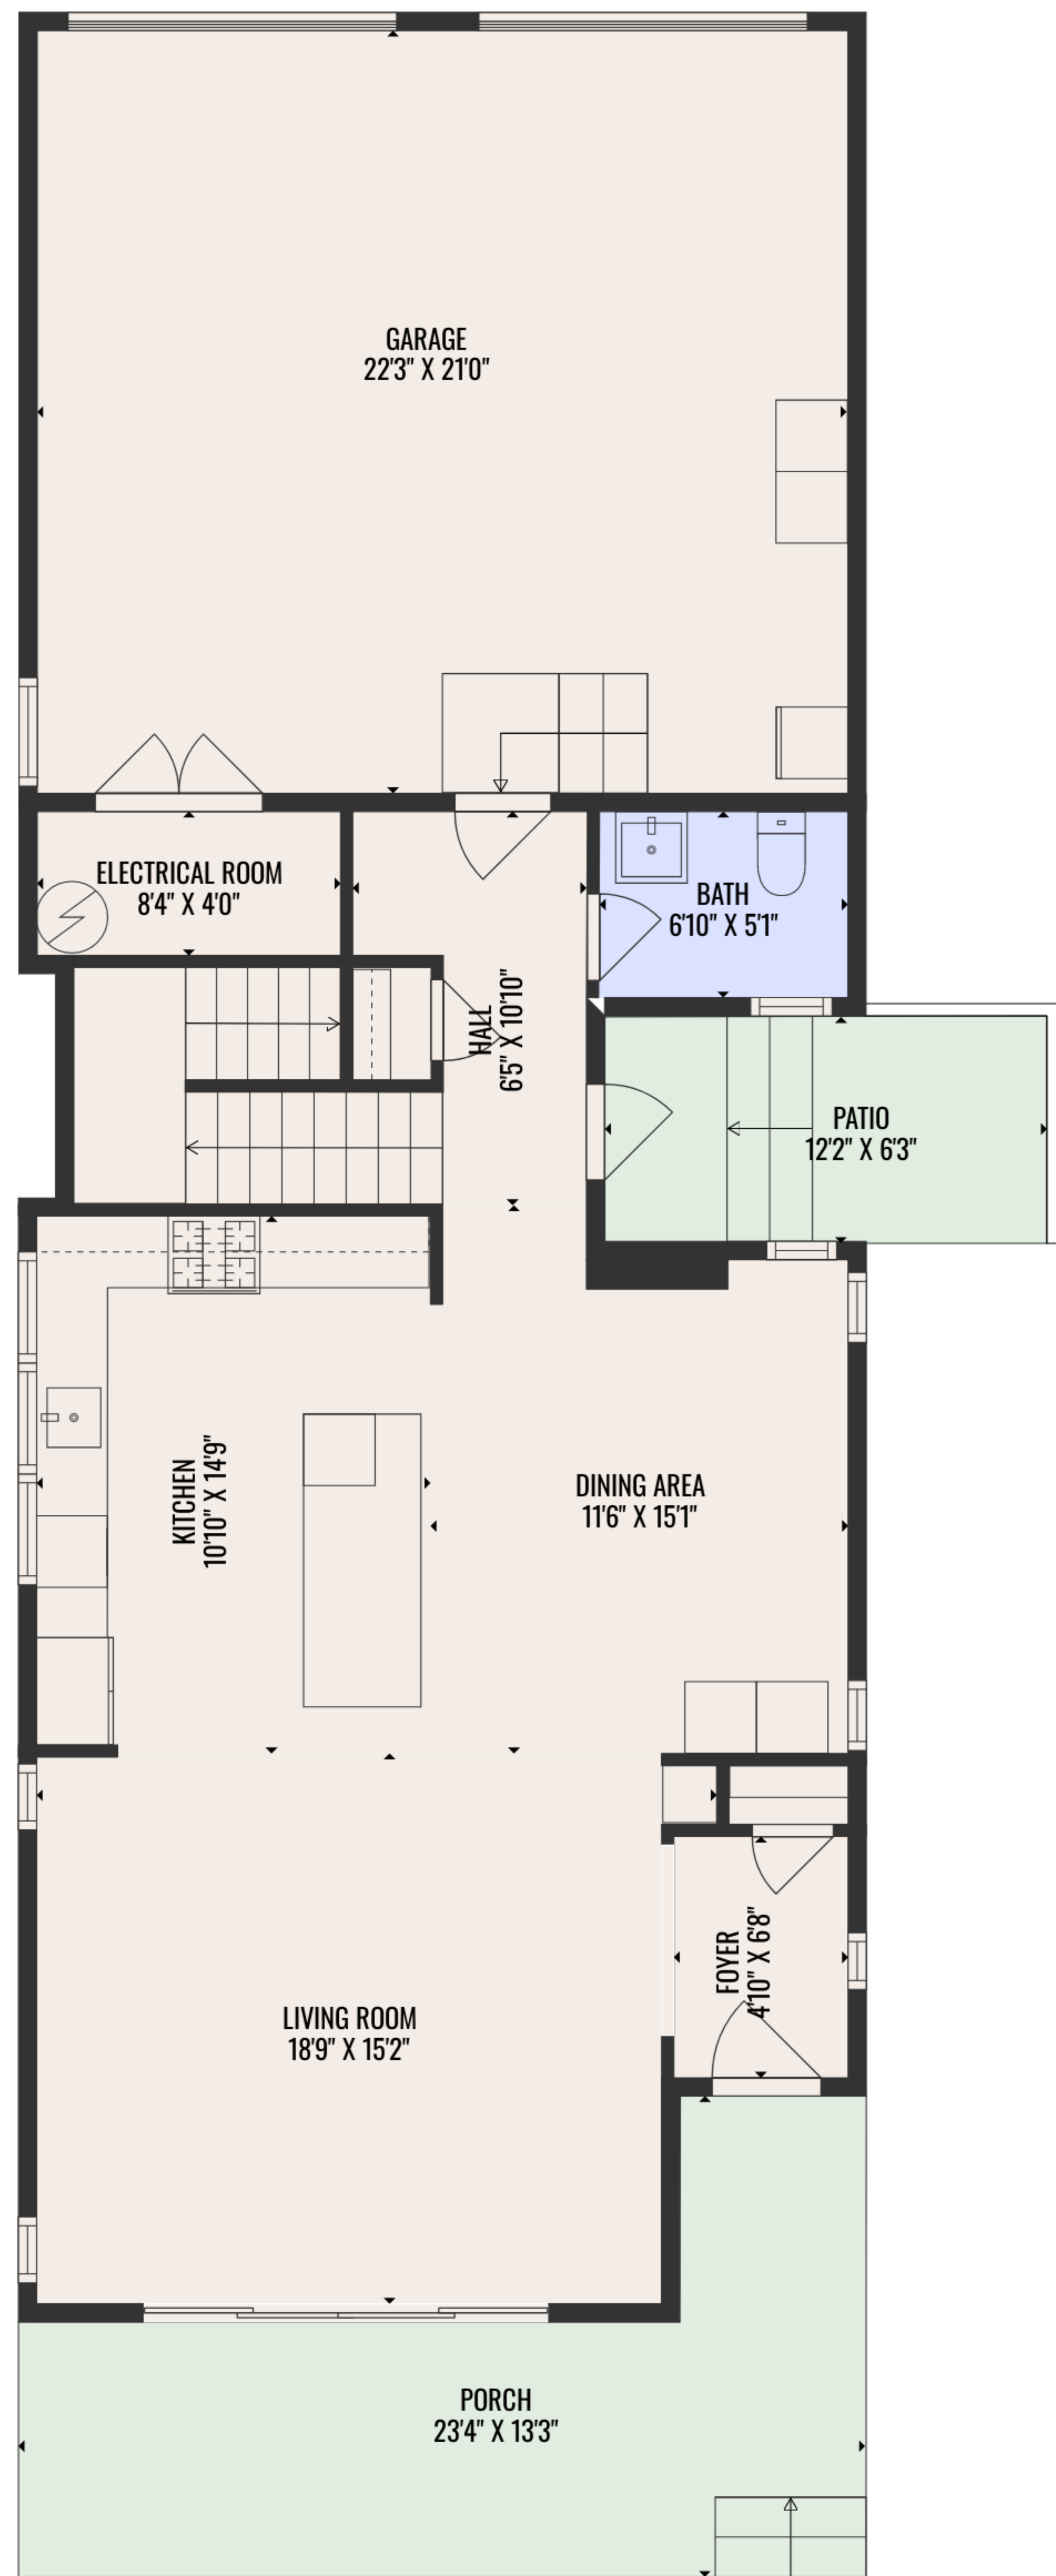 GARAGE
22'3" X 21'0"
ELECTRICAL ROOM
8'4" X 4'0"
BATH
6'10" X 5'1"
HALL
6'5" X 10'10"
PATIO
12'2" X 6'3"
KITCHEN
10'10" X 14'9"
DINING AREA
11'6" X 15'1"
FOYER
4'10" X 6'8"
LIVING ROOM
18'9" X 15'2"
PORCH
23'4" X 13'3"